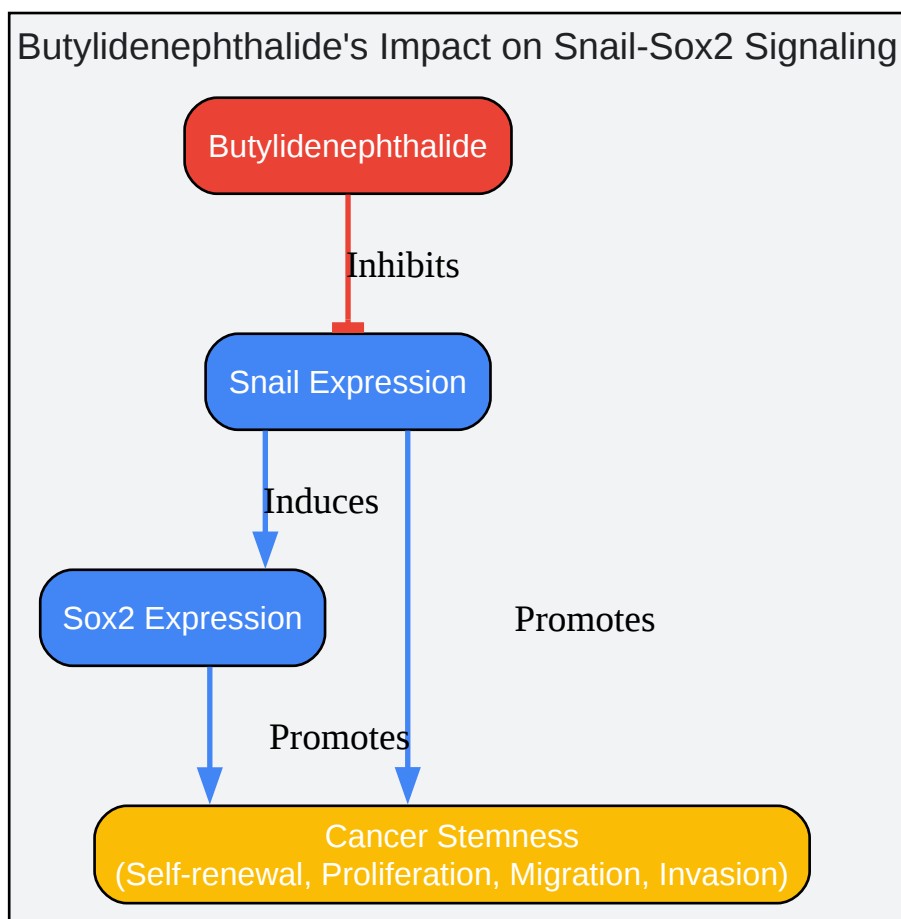 Butylidenephthalide's Impact on Snail-Sox2 Signaling
Butylidenephthalide
Inhibits
Snail Expression
Induces
Sox2 Expression
Promotes
Promotes
Cancer Stemness
(Self-renewal, Proliferation, Migration, Invasion)